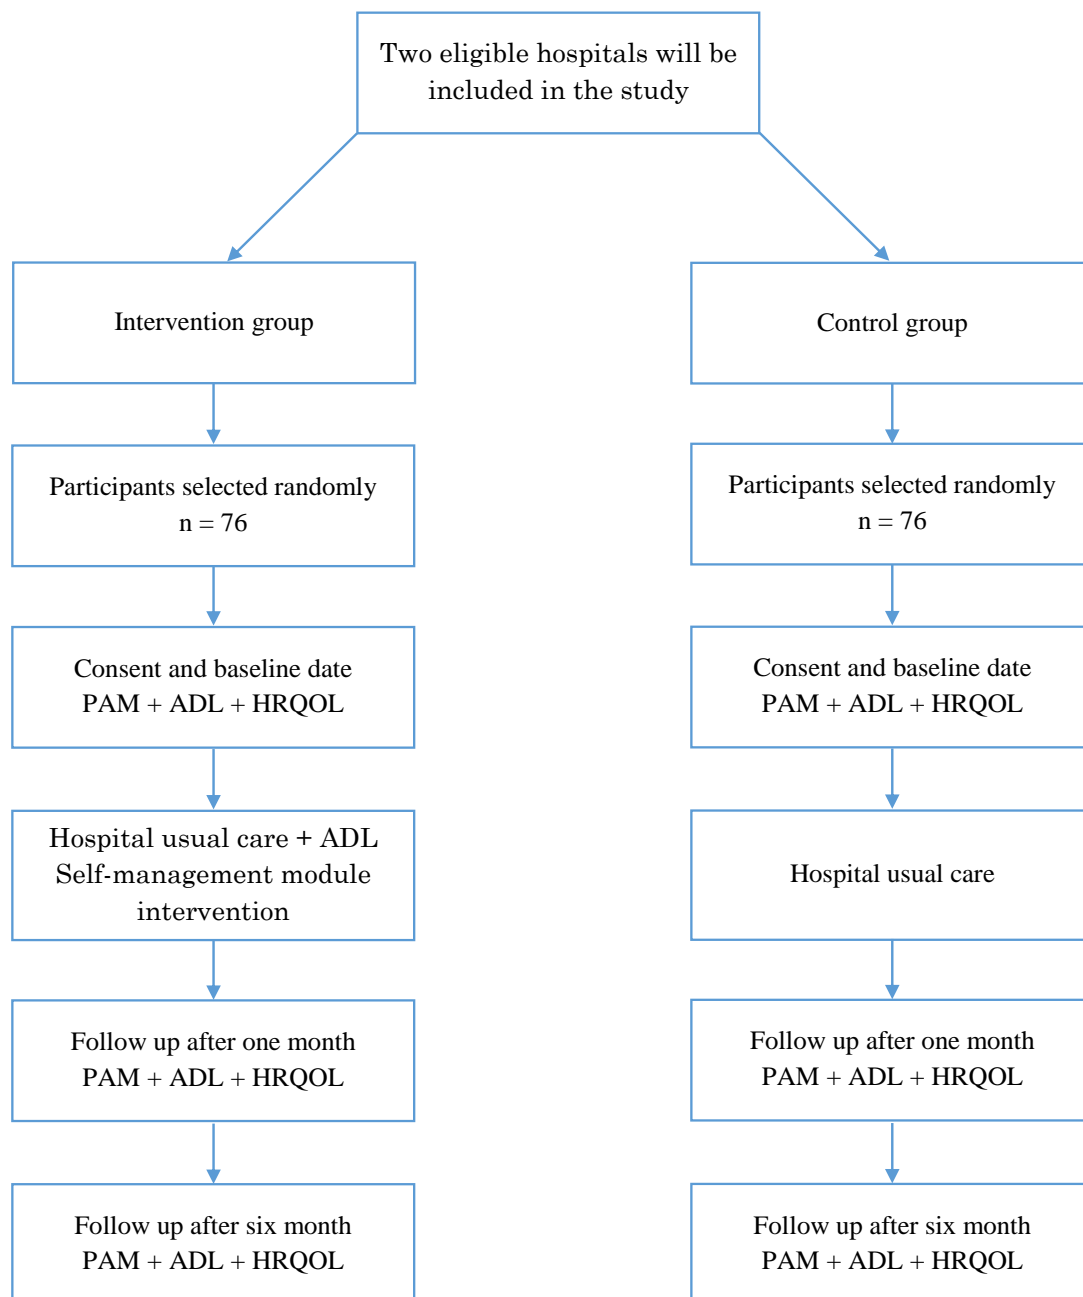 Two eligible hospitals will be
included in the study
Intervention group
Control group
Participants selected randomly
n = 76
Participants selected randomly
n = 76
Consent and baseline date
PAM + ADL + HRQOL
Consent and baseline date
PAM + ADL + HRQOL
Hospital usual care + ADL
Self-management module
intervention
Hospital usual care
Follow up after one month
PAM + ADL + HRQOL
Follow up after one month
PAM + ADL + HRQOL
Follow up after six month
PAM + ADL + HRQOL
Follow up after six month
PAM + ADL + HRQOL